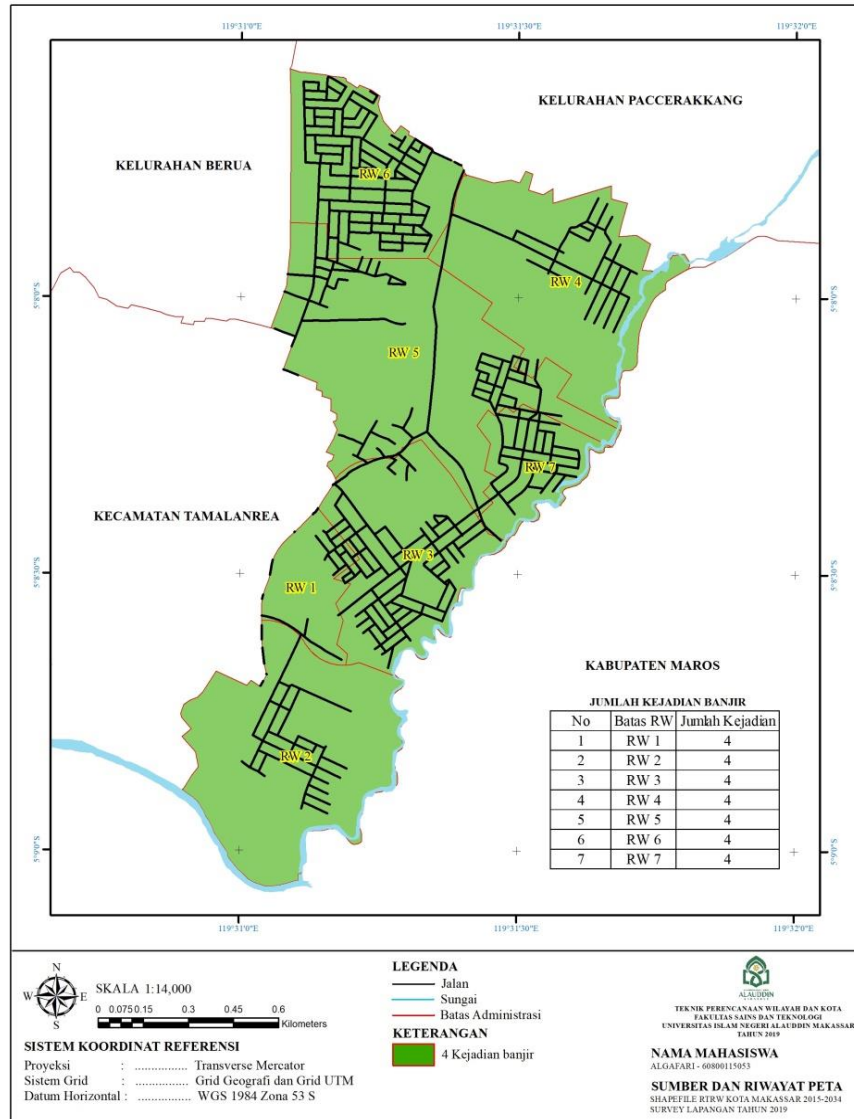 119°31'0"E 119°31'30"E 119°32'0"E
KELURAHAN PACCERAKKANG
KELURAHAN BERUA
RW 6
RW 4
5°8'0"S 5°8'0"S
RW 5
RW 7
KECAMATAN TAMALANREA
RW 3
5°8'30"S 5°8'30"S
RW 1
KABUPATEN MAROS
JUMLAH KEJADIAN BANJIR
No Batas RW Jumlah Kejadian
1 RW 1 4
2 RW 2 4
3 RW 3 4
4 RW 4 4
5 RW 5 4
6 RW 6 4
7 RW 7 4
RW 2
5°9'0"S 5°9'0"S
119°31'0"E 119°31'30"E 119°32'0"E
N
W E
S
SKALA 1:14,000
0 0.075 0.15 0.3 0.45 0.6
Kilometers
SISTEM KOORDINAT REFERENSI
Proyeksi : ................ Transverse Mercator
Sistem Grid : ................ Grid Geografi dan Grid UTM
Datum Horizontal : ................ WGS 1984 Zona 53 S
LEGENDA
Jalan
Sungai
Batas Administrasi
KETERANGAN
4 Kejadian banjir
ALAUDDIN
TEKNIK PERENCANAAN WILAYAH DAN KOTA
FAKULTAS SAINS DAN TEKNOLOGI
UNIVERSITAS ISLAM NEGERI ALAUDDIN MAKASSAR
TAHUN 2019
NAMA MAHASISWA
ALGAFARI - 60800115053
SUMBER DAN RIWAYAT PETA
SHAPEFILE RTRW KOTA MAKASSAR 2015-2034
SURVEY LAPANGAN TAHUN 2019